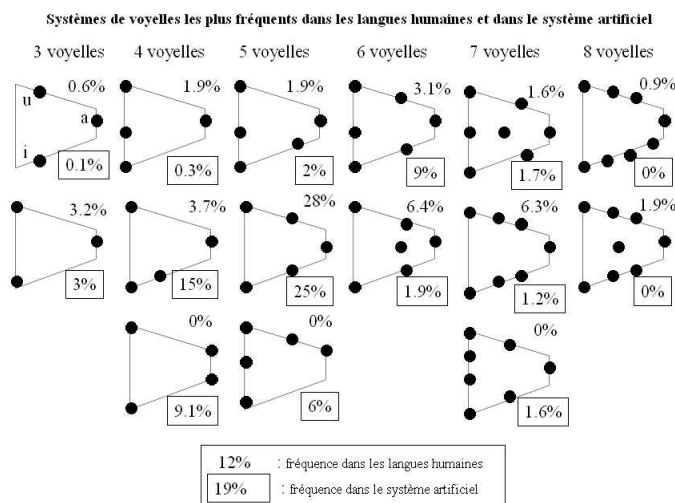 Systèmes de voyelles les plus fréquents dans les langues humaines et dans le système artificiel
3 voyelles 4 voyelles 5 voyelles 6 voyelles 7 voyelles 8 voyelles
0.6% 1.9% 1.9% 3.1% 1.6% 0.9%
u
a
i
0.1% 0.3% 2% 9% 1.7% 0%
3.2% 3.7% 28% 6.4% 6.3% 1.9%
3% 15% 25% 1.9% 1.2% 0%
0% 0% 0%
9.1% 6% 1.6%
12% : fréquence dans les langues humaines
19% : fréquence dans le système artificiel